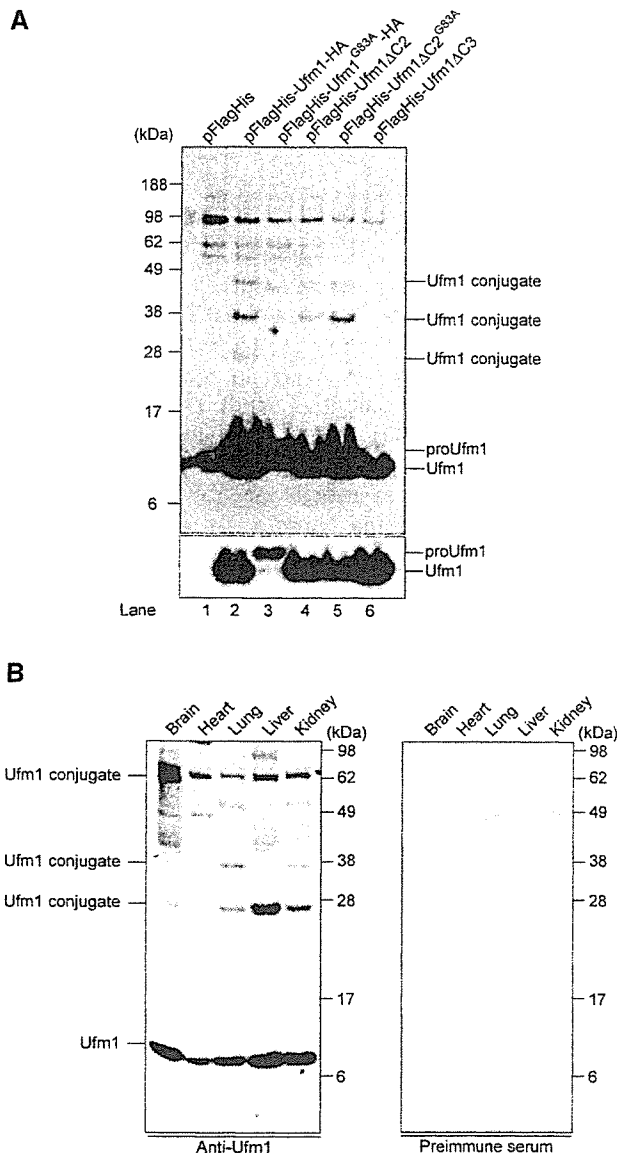 A
pFlagHis
pFlagHis-Ufm1-HA
pFlagHis-Ufm1G83A-HA
pFlagHis-Ufm1ΔC2
pFlagHis-Ufm1ΔC2G83A
pFlagHis-Ufm1ΔC3
(kDa)
188
98
62
49
38
28
17
6
Ufm1 conjugate
Ufm1 conjugate
Ufm1 conjugate
proUfm1
Ufm1
proUfm1
Ufm1
Lane 1 2 3 4 5 6
B
Brain Heart Lung Liver Kidney
(kDa)
98
62
49
38
28
17
6
Ufm1 conjugate
Ufm1 conjugate
Ufm1 conjugate
Ufm1
Anti-Ufm1
Brain Heart Lung Liver Kidney
(kDa)
98
62
49
38
28
17
6
Preimmune serum